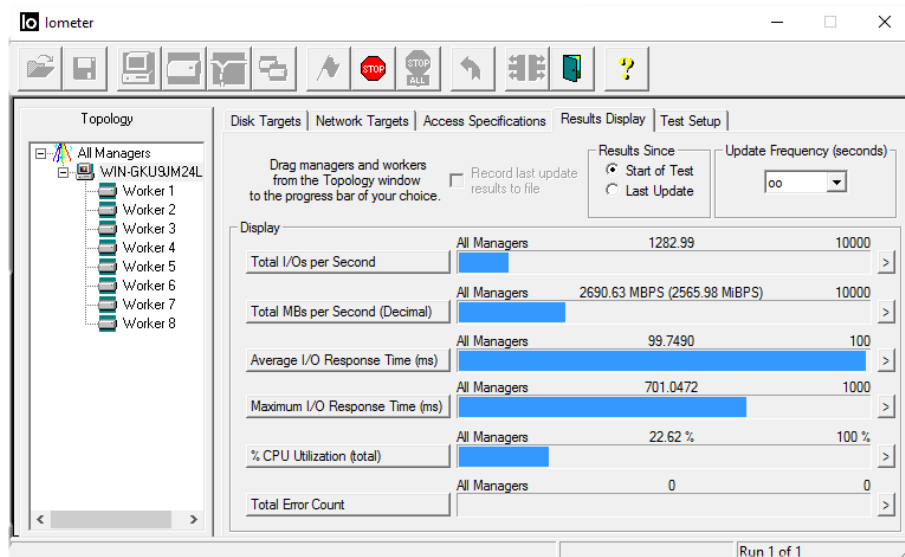 Iometer
STOP
STOP
ALL
?
Topology
All Managers
WIN-GKU9JM24L
Worker 1
Worker 2
Worker 3
Worker 4
Worker 5
Worker 6
Worker 7
Worker 8
Disk Targets Network Targets Access Specifications Results Display Test Setup
Drag managers and workers
from the Topology window
to the progress bar of your choice.
Record last update
results to file
Results Since
Start of Test
Last Update
Update Frequency (seconds)
oo
Display
Total I/Os per Second
All Managers 1282.99 10000
>
Total MBs per Second (Decimal)
All Managers 2690.63 MBPS (2565.98 MiBPS) 10000
>
Average I/O Response Time (ms)
All Managers 99.7490 100
>
Maximum I/O Response Time (ms)
All Managers 701.0472 1000
>
% CPU Utilization (total)
All Managers 22.62 % 100 %
>
Total Error Count
All Managers 0 0
>
Run 1 of 1